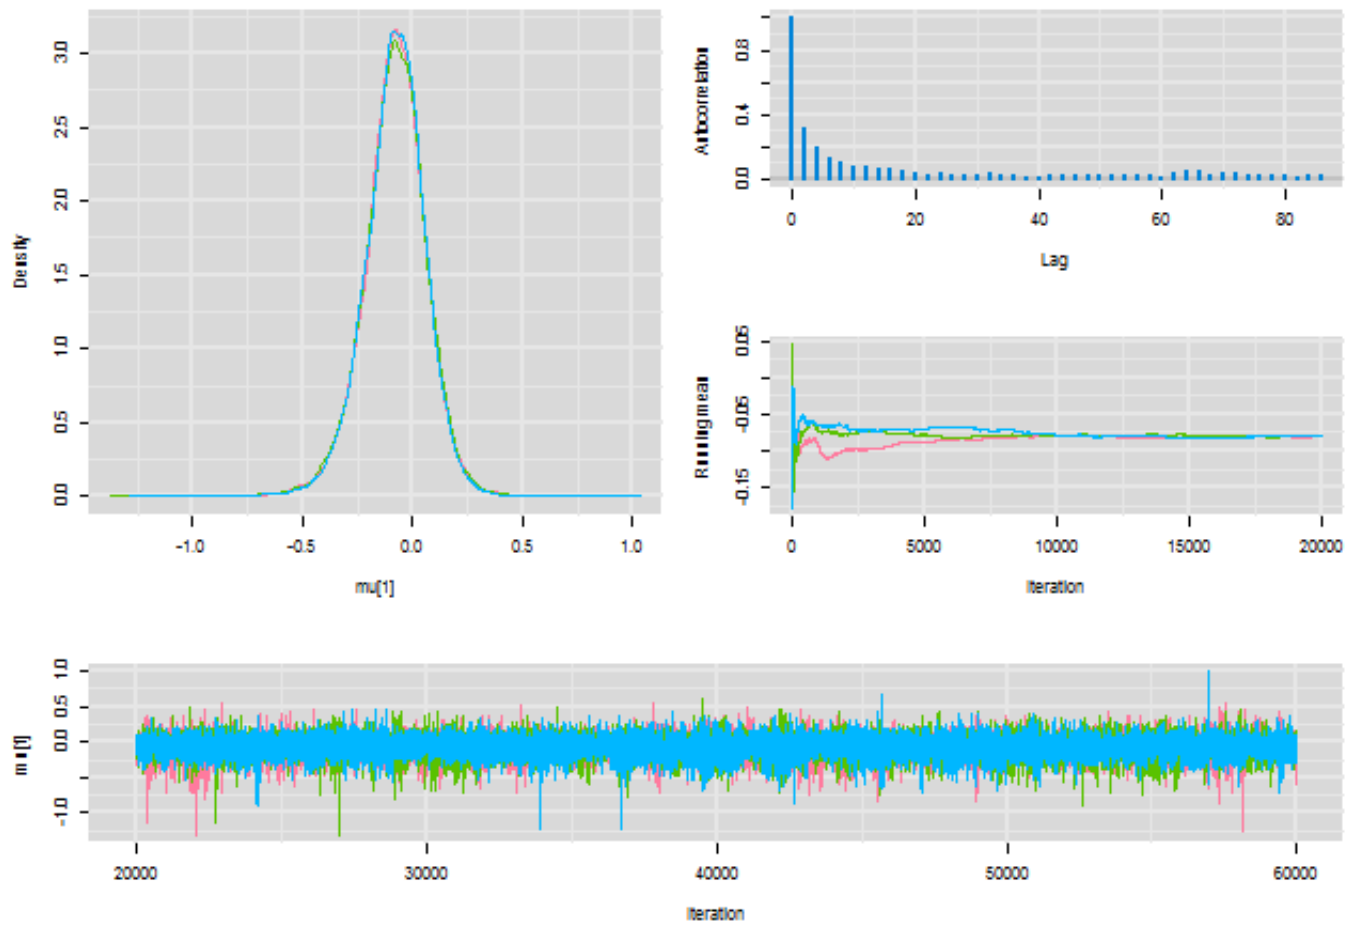 Density
0.0 0.5 1.0 1.5 2.0 2.5 3.0
-1.0 -0.5 0.0 0.5 1.0
mu[1]
Autocorrelation
0.0 0.4 0.8
0 20 40 60 80
Lag
Running mean
-0.15 -0.05 0.05
0 5000 10000 15000 20000
Iteration
mu[1]
-1.0 0.0 0.5 1.0
20000 30000 40000 50000 60000
Iteration